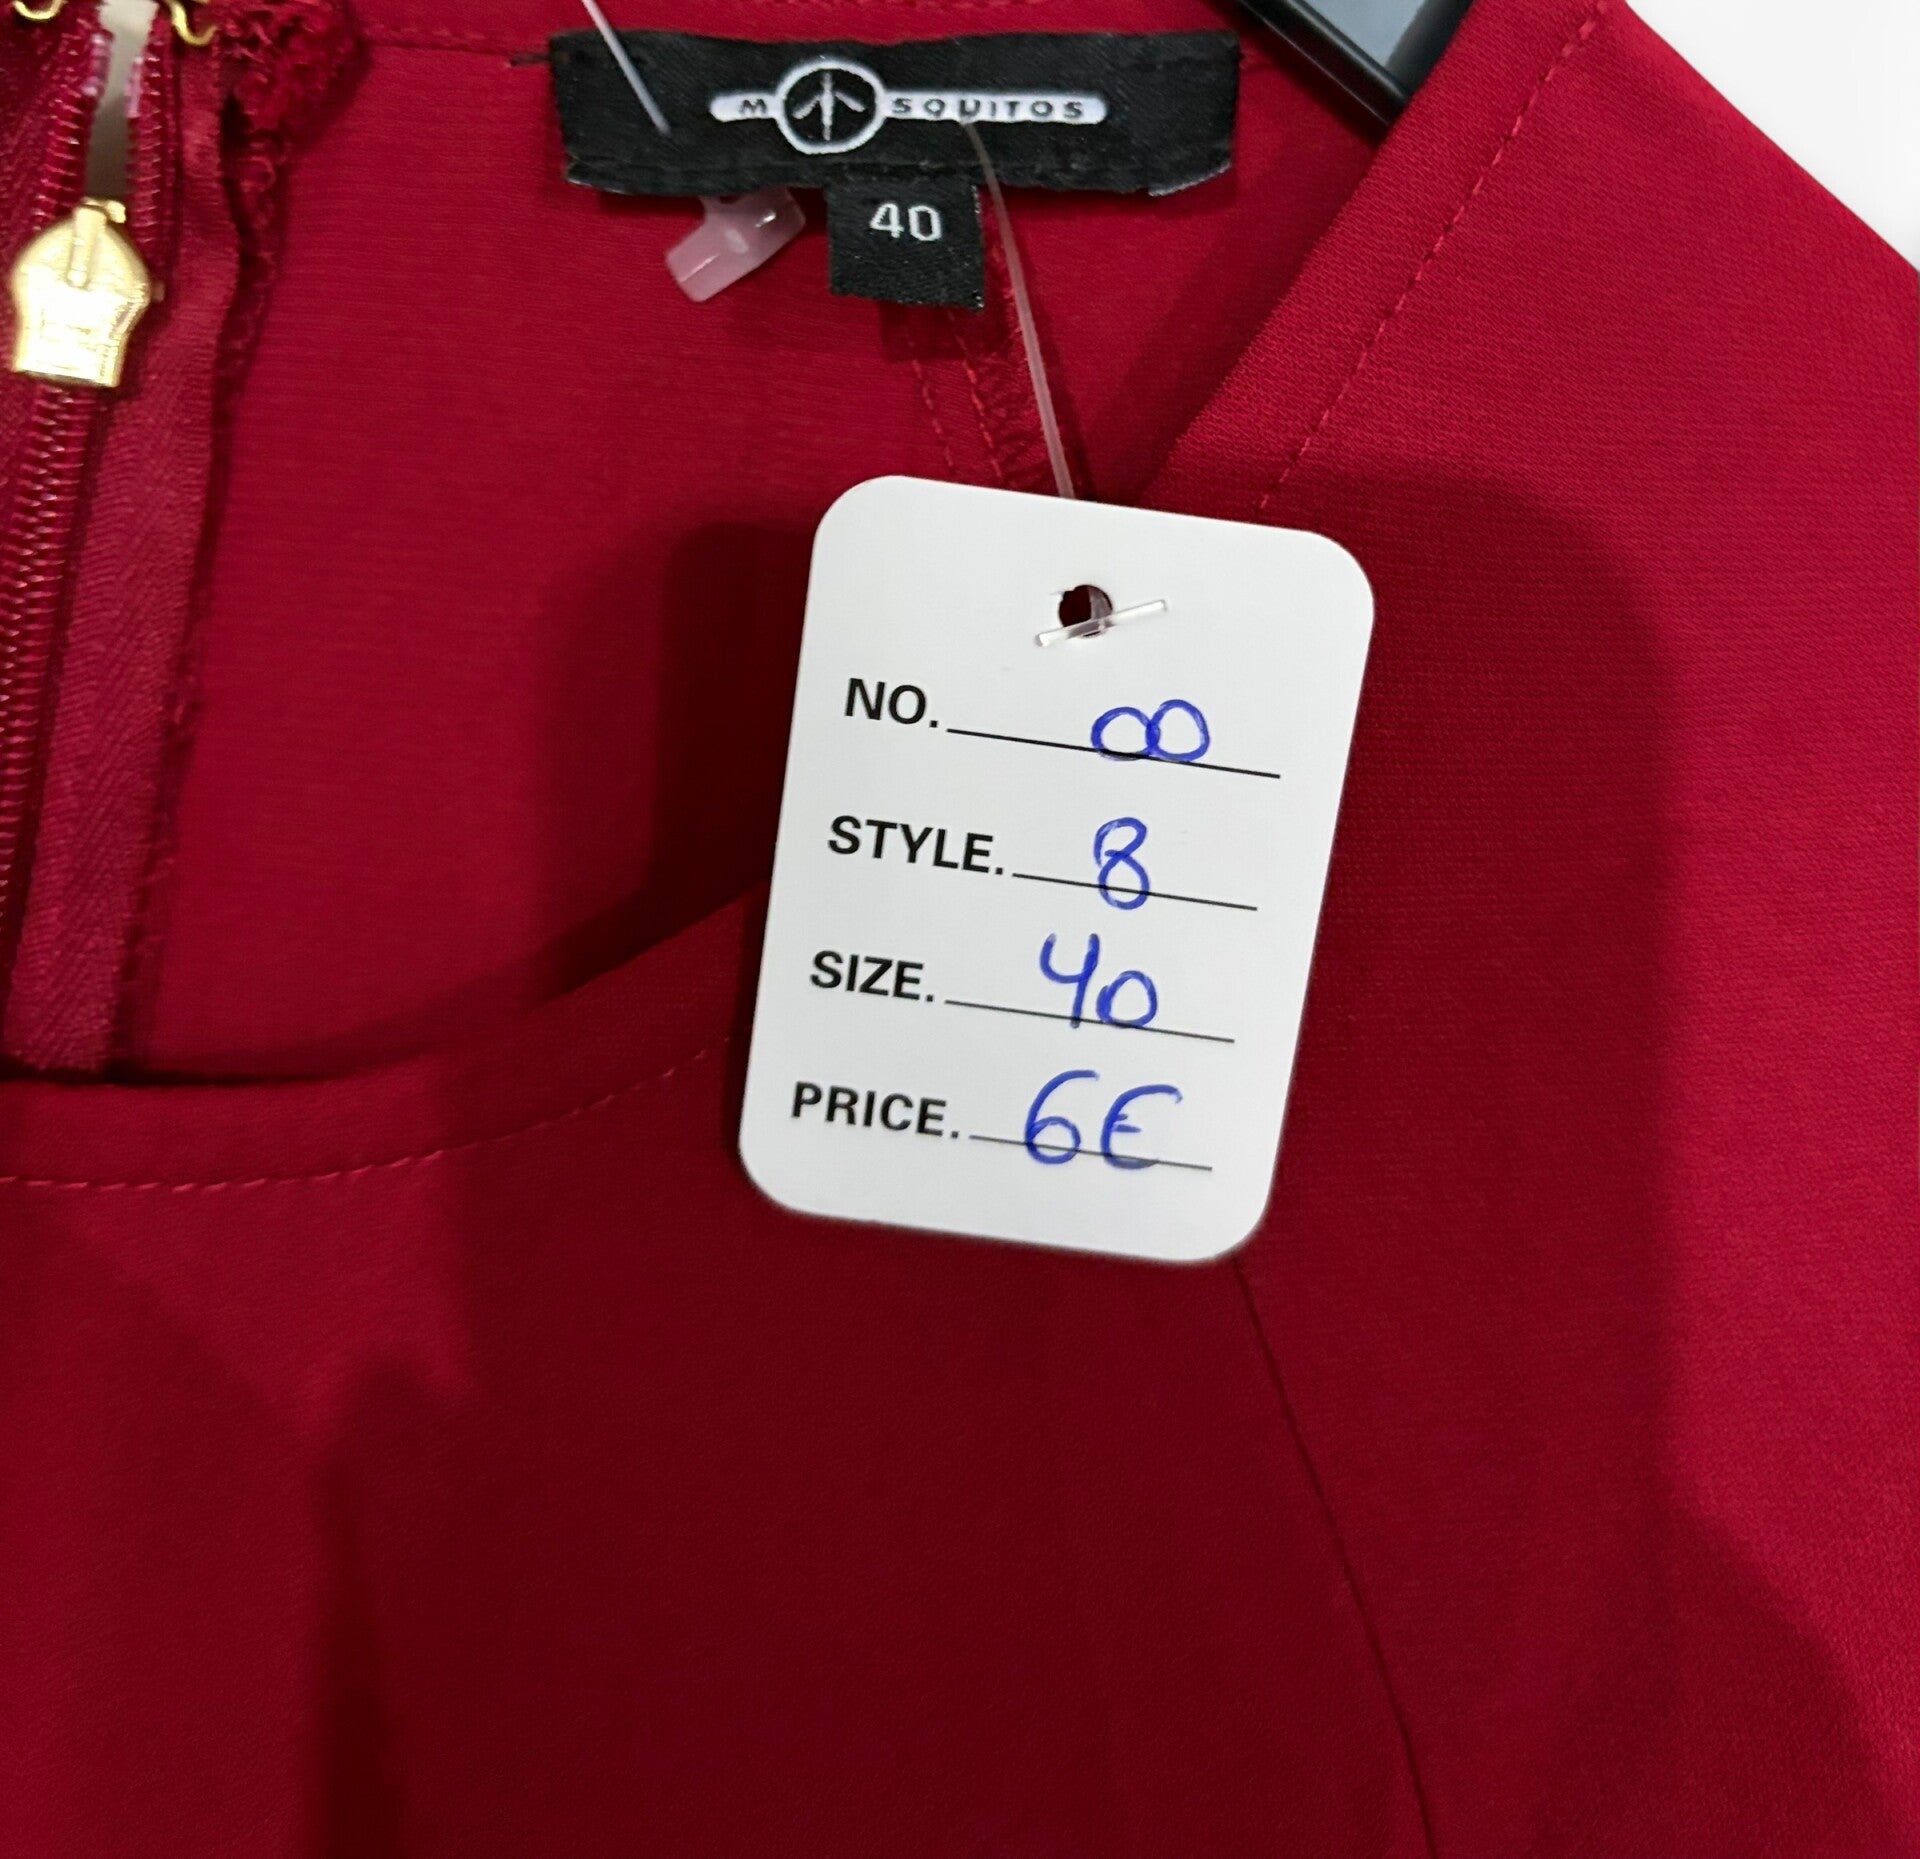 MOSQUITOS
40
NO. 00
STYLE. 8
SIZE. 40
PRICE. 6€